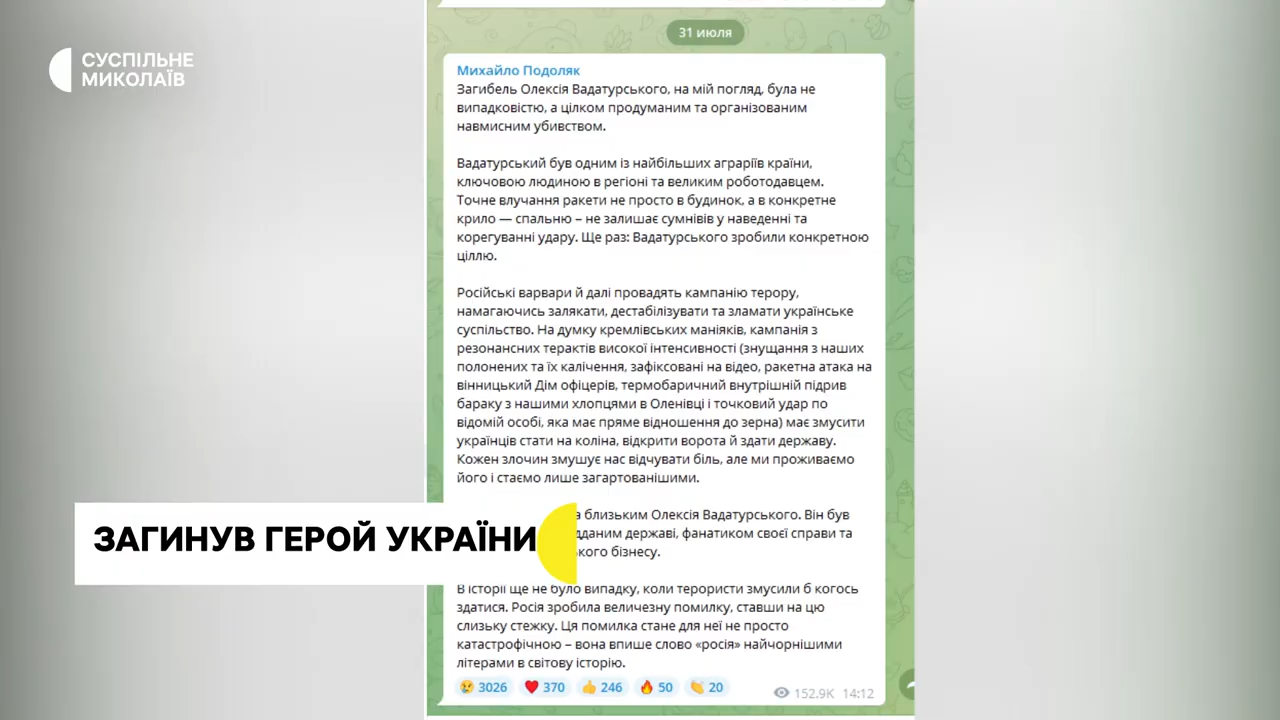 СУСПІЛЬНЕ
МИКОЛАЇВ
31 июля
Михайло Подоляк
Загибель Олексія Вадатурського, на мій погляд, була не
випадковістю, а цілком продуманим та організованим
навмисним убивством.
Вадатурський був одним із найбільших аграріїв країни,
ключовою людиною в регіоні та великим роботодавцем.
Точне влучання ракети не просто в будинок, а в конкретне
крило — спальню – не залишає сумнівів у наведенні та
корегуванні удару. Ще раз: Вадатурського зробили конкретною
ціллю.
Російські варвари й далі провадять кампанію терору,
намагаючись залякати, дестабілізувати та зламати українське
суспільство. На думку кремлівських маніяків, кампанія з
резонансних терактів високої інтенсивності (знущання з наших
полонених та їх калічення, зафіксовані на відео, ракетна атака на
вінницький Дім офіцерів, термобаричний внутрішній підрив
бараку з нашими хлопцями в Оленівці і точковий удар по
відомій особі, яка має пряме відношення до зерна) має змусити
українців стати на коліна, відкрити ворота й здати державу.
Кожен злочин змушує нас відчувати біль, але ми проживаємо
його і стаємо лише загартованішими.
близьким Олексія Вадатурського. Він був
державі, фанатиком своєї справи та
бізнесу.
ЗАГИНУВ ГЕРОЙ УКРАЇНИ
В історії ще не було випадку, коли терористи змусили б когось
здатися. Росія зробила величезну помилку, ставши на цю
слизьку стежку. Ця помилка стане для неї не просто
катастрофічною – вона впише слово «росія» найчорнішими
літерами в світову історію.
3026 370 246 50 20
152.9K 14:12